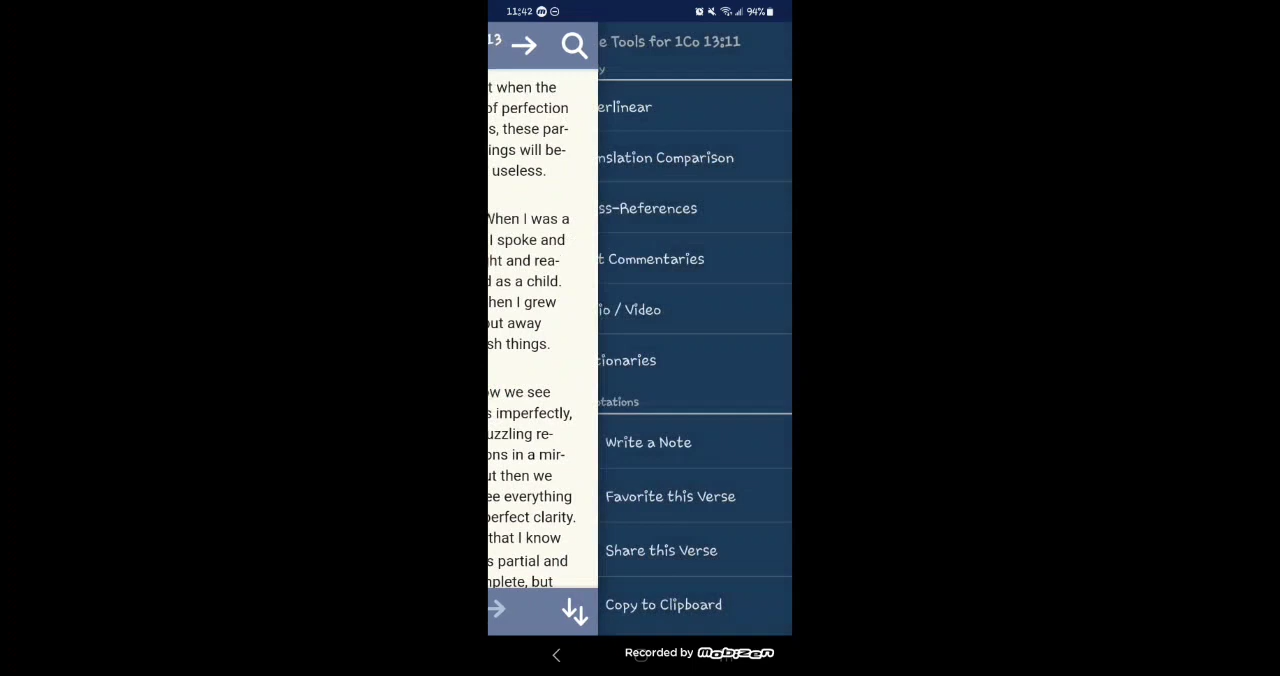 11:42
94%
13
e Tools for 1Co 13:11
y
t when the
of perfection
s, these par-
ings will be-
useless.
When I was a
I spoke and
ht and rea-
d as a child.
hen I grew
out away
sh things.
ow we see
s imperfectly,
uzzling re-
ons in a mir-
ut then we
ee everything
perfect clarity.
that I know
s partial and
mplete, but
erlinear
nslation Comparison
ss-References
t Commentaries
io / Video
tionaries
otations
Write a Note
Favorite this Verse
Share this Verse
Copy to Clipboard
Recorded by mobizen